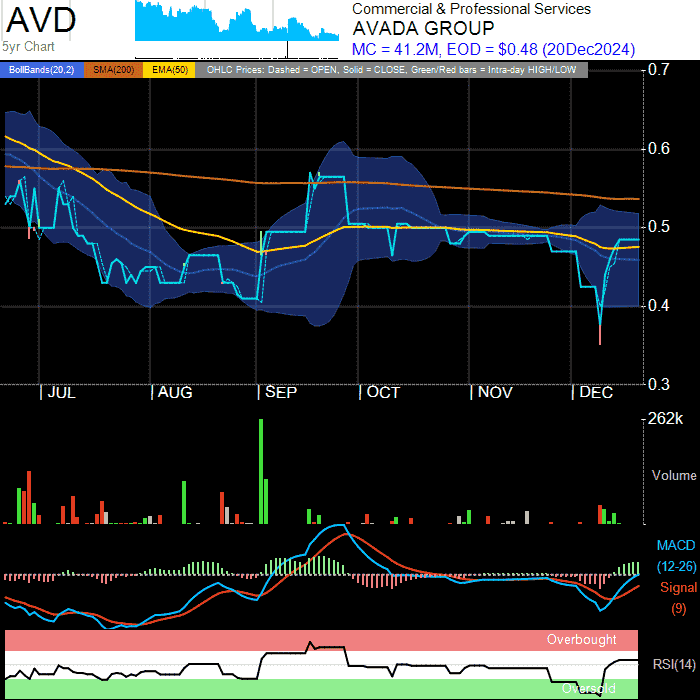 AVD
5yr Chart
Commercial & Professional Services
AVADA GROUP
MC = 41.2M, EOD = $0.48 (20Dec2024)
BollBands(20,2) SMA(200) EMA(50) OHLC Prices: Dashed = OPEN, Solid = CLOSE, Green/Red bars = Intra-day HIGH/LOW
0.7
0.6
0.5
0.4
0.3
JUL AUG SEP OCT NOV DEC
262k
Volume
MACD
(12-26)
Signal
(9)
Overbought
RSI(14)
Oversold